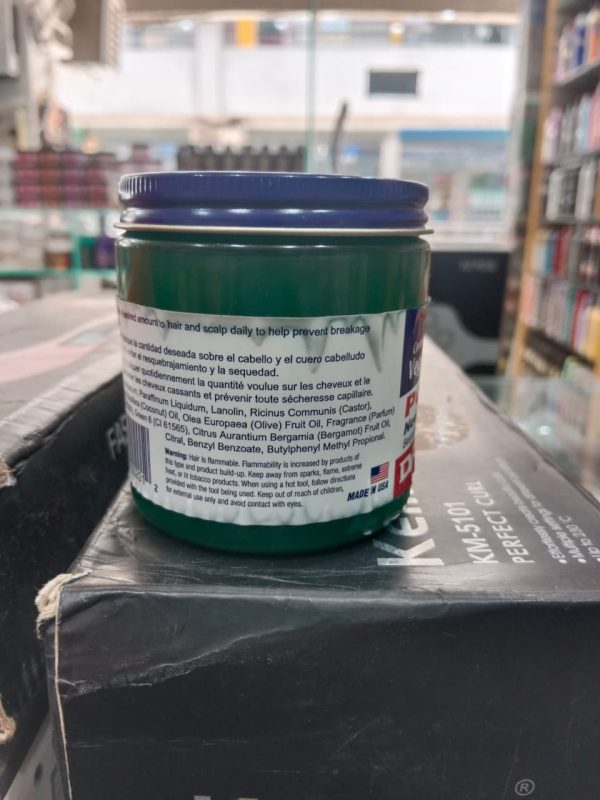 amount to hair and scalp daily to help prevent breakage
la cantidad deseada sobre el cabello y el cuero cabelludo
el resquebrajamiento y la sequedad.
quotidiennement la quantité voulue sur les cheveux et le
les cheveux cassants et prévenir toute sécheresse capillaire.
Paraffinum Liquidum, Lanolin, Ricinus Communis (Castor),
(Coconut) Oil, Olea Europaea (Olive) Fruit Oil, Fragrance (Parfum)
Green 6 (CI 61565), Citrus Aurantium Bergamia (Bergamot) Fruit Oil,
Citral, Benzyl Benzoate, Butylphenyl Methyl Propional.
Warning: Hair is flammable. Flammability is increased by products of
this type and product build-up. Keep away from sparks, flame, extreme
heat, or lit tobacco products. When using a hot tool, follow directions
provided with the tool being used. Keep out of reach of children,
for external use only and avoid contact with eyes.
2
MADE IN USA
KM-5101
PERFECT CURL
®